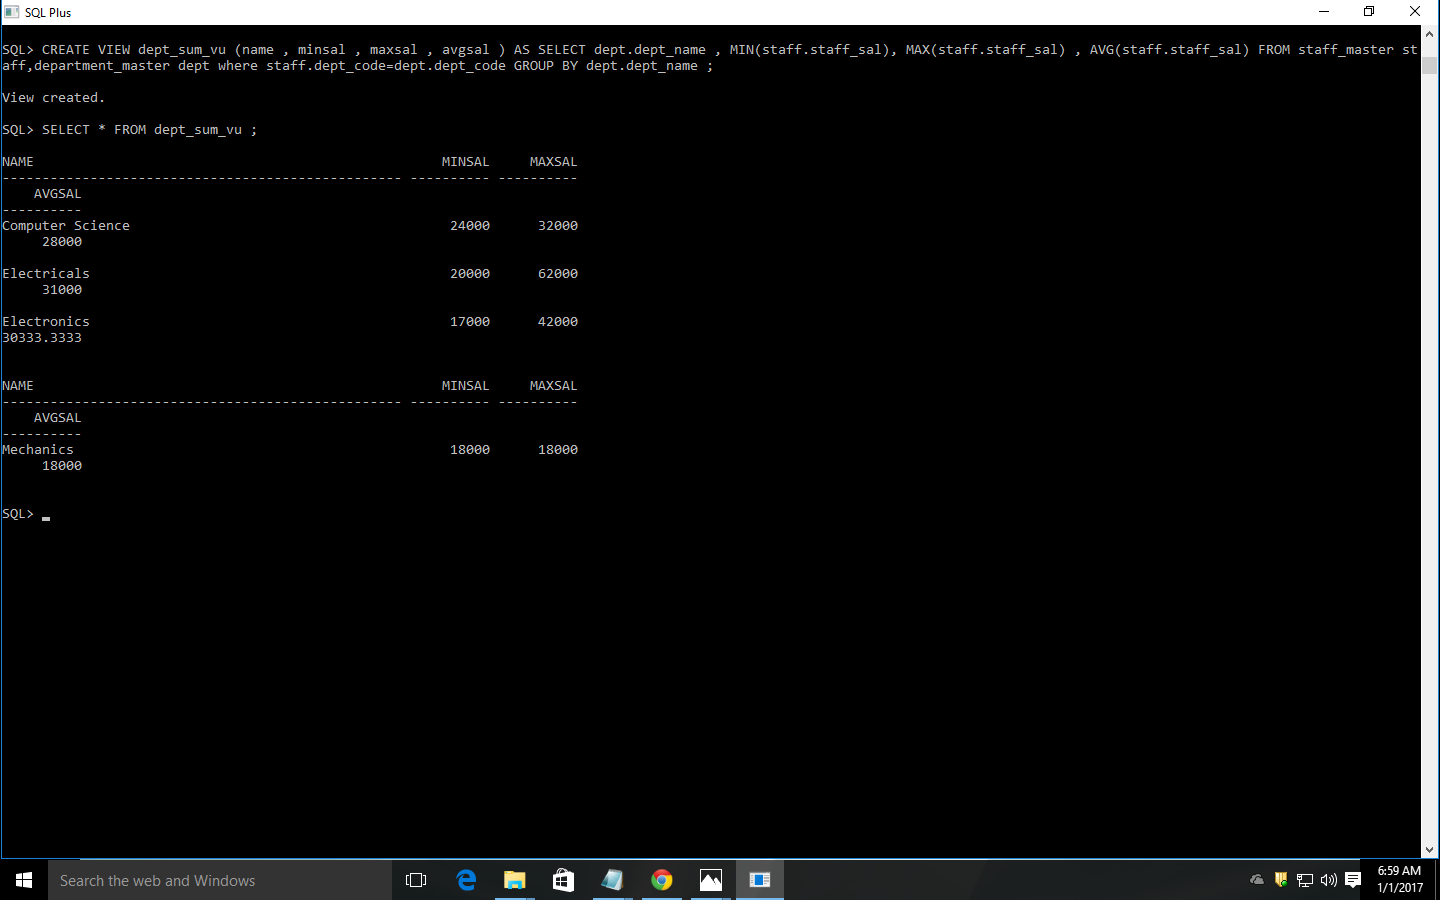 SQL Plus
SQL> CREATE VIEW dept_sum_vu (name , minsal , maxsal , avgsal ) AS SELECT dept.dept_name , MIN(staff.staff_sal), MAX(staff.staff_sal) , AVG(staff.staff_sal) FROM staff_master st
aff,department_master dept where staff.dept_code=dept.dept_code GROUP BY dept.dept_name ;
View created.
SQL> SELECT * FROM dept_sum_vu ;
NAME MINSAL MAXSAL
-------------------------------------------------- ---------- ----------
AVGSAL
----------
Computer Science 24000 32000
28000
Electricals 20000 62000
31000
Electronics 17000 42000
30333.3333
NAME MINSAL MAXSAL
-------------------------------------------------- ---------- ----------
AVGSAL
----------
Mechanics 18000 18000
18000
SQL> _
Search the web and Windows
6:59 AM
1/1/2017